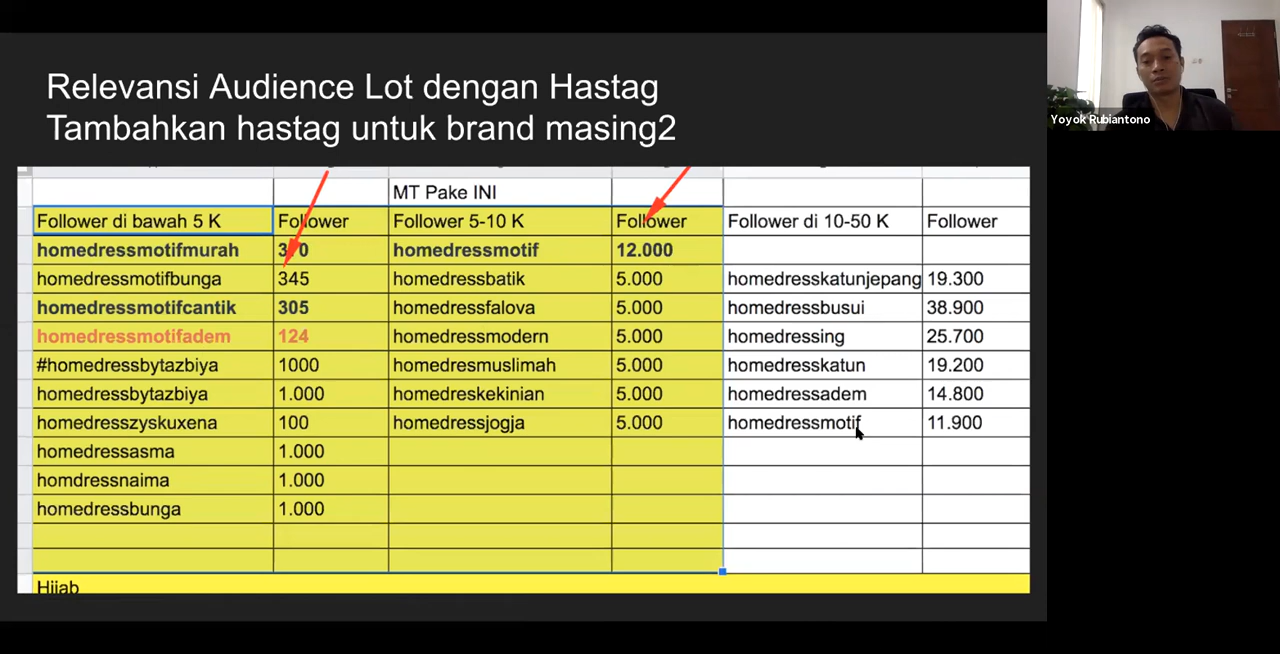 Relevansi Audience Lot dengan Hastag
Tambahkan hastag untuk brand masing2
Yoyok Rubiantono
MT Pake INI
Follower di bawah 5 K Follower Follower 5-10 K Follower Follower di 10-50 K Follower
homedressmotifmurah homedressmotif 12.000
homedressmotifbunga 345 homedressbatik 5.000 homedresskatunjepang 19.300
homedressmotifcantik 305 homedressfalova 5.000 homedressbusui 38.900
homedressmotifadem 124 homedressmodern 5.000 homedressing 25.700
#homedressbytazbiya 1000 homedresmuslimah 5.000 homedresskatun 19.200
homedressbytazbiya 1.000 homedreskekinian 5.000 homedressadem 14.800
homedresszyskuxena 100 homedressjogja 5.000 homedressmotif 11.900
homedressasma 1.000
homdressnaima 1.000
homedressbunga 1.000
Hijab